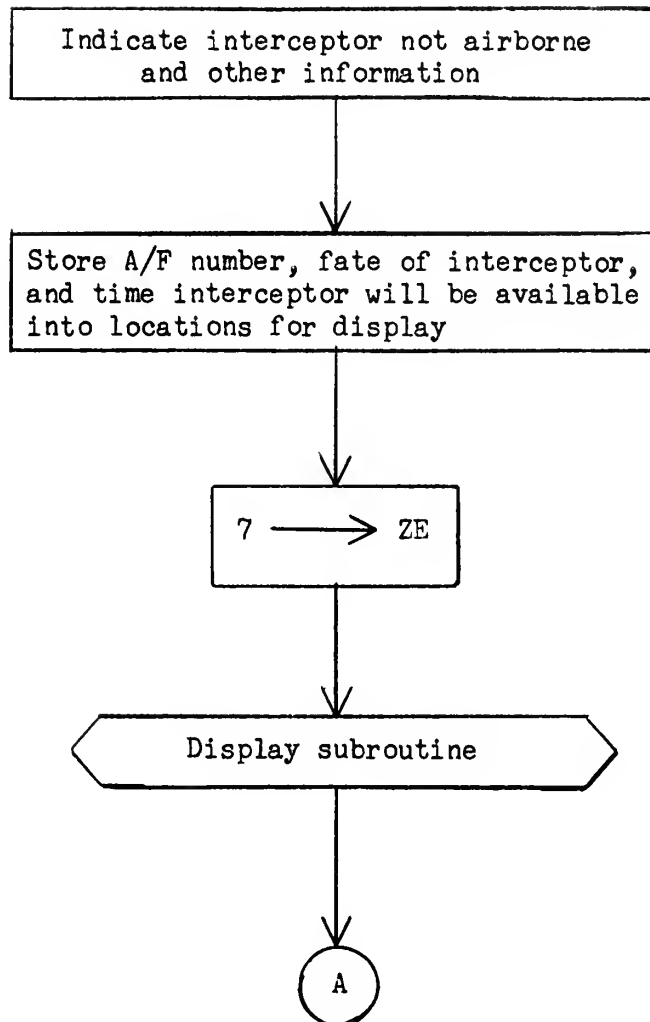 Indicate interceptor not airborne
and other information
Store A/F number, fate of interceptor,
and time interceptor will be available
into locations for display
7 ⟶ ZE
Display subroutine
A